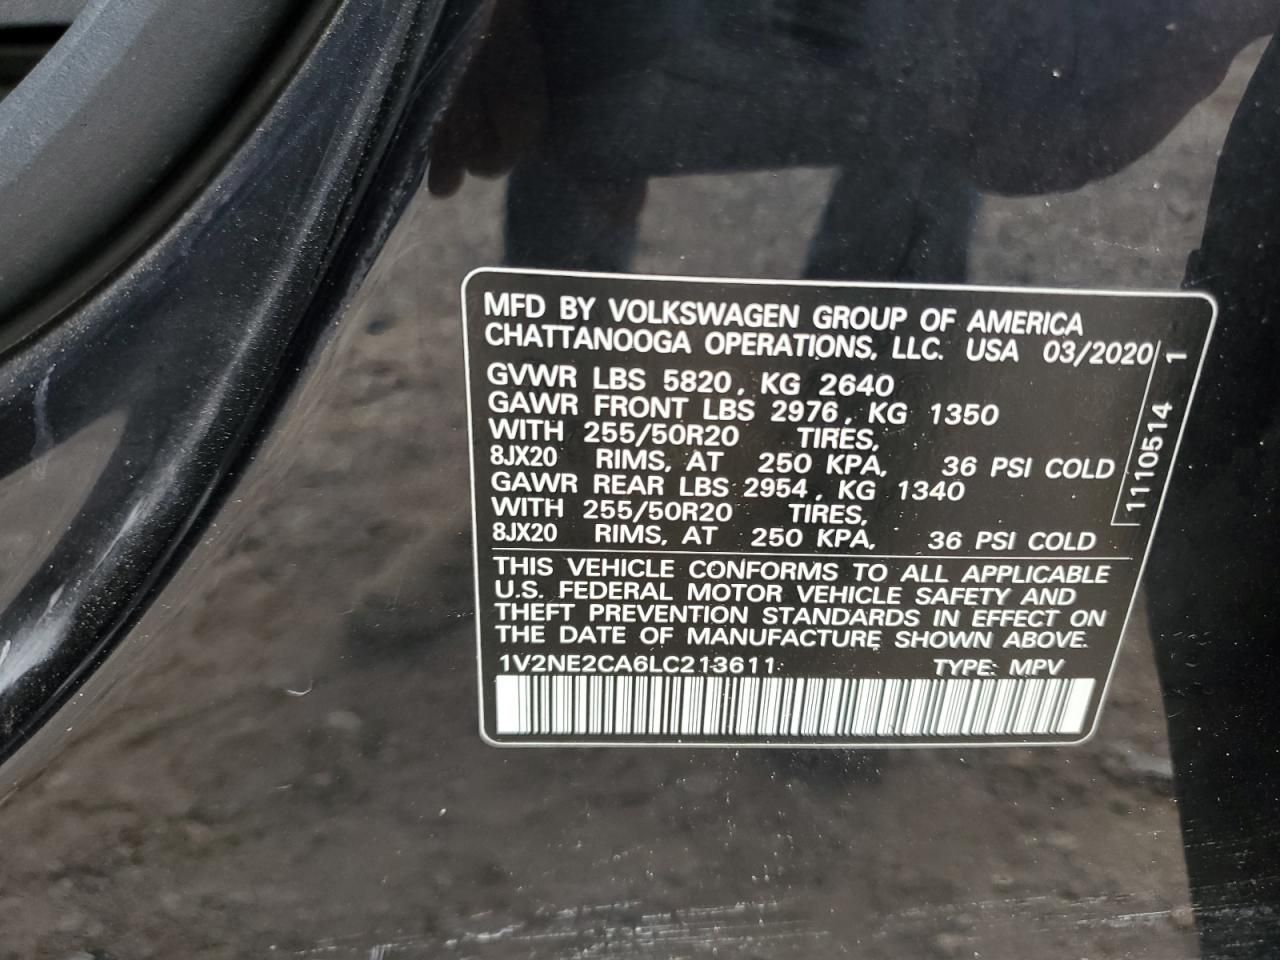 MFD BY VOLKSWAGEN GROUP OF AMERICA
CHATTANOOGA OPERATIONS, LLC. USA 03/2020
GVWR LBS 5820, KG 2640
GAWR FRONT LBS 2976, KG 1350
WITH 255/50R20 TIRES,
8JX20 RIMS, AT 250 KPA, 36 PSI COLD
GAWR REAR LBS 2954, KG 1340
WITH 255/50R20 TIRES,
8JX20 RIMS, AT 250 KPA, 36 PSI COLD
THIS VEHICLE CONFORMS TO ALL APPLICABLE
U.S. FEDERAL MOTOR VEHICLE SAFETY AND
THEFT PREVENTION STANDARDS IN EFFECT ON
THE DATE OF MANUFACTURE SHOWN ABOVE.
1V2NE2CA6LC213611 TYPE: MPV
1110514 1